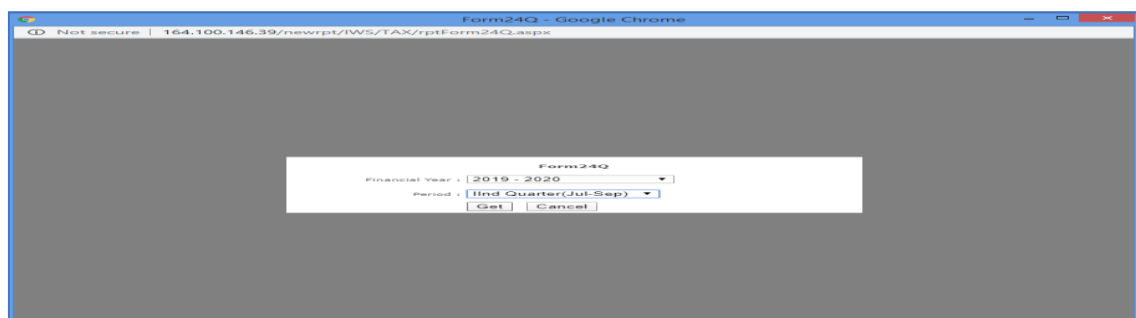 Form24Q - Google Chrome
Not secure | 164.100.146.39/newrpt/IWS/TAX/rptForm24Q.aspx
Form24Q
Financial Year : 2019 - 2020
Period : IInd Quarter(Jul-Sep)
Get Cancel